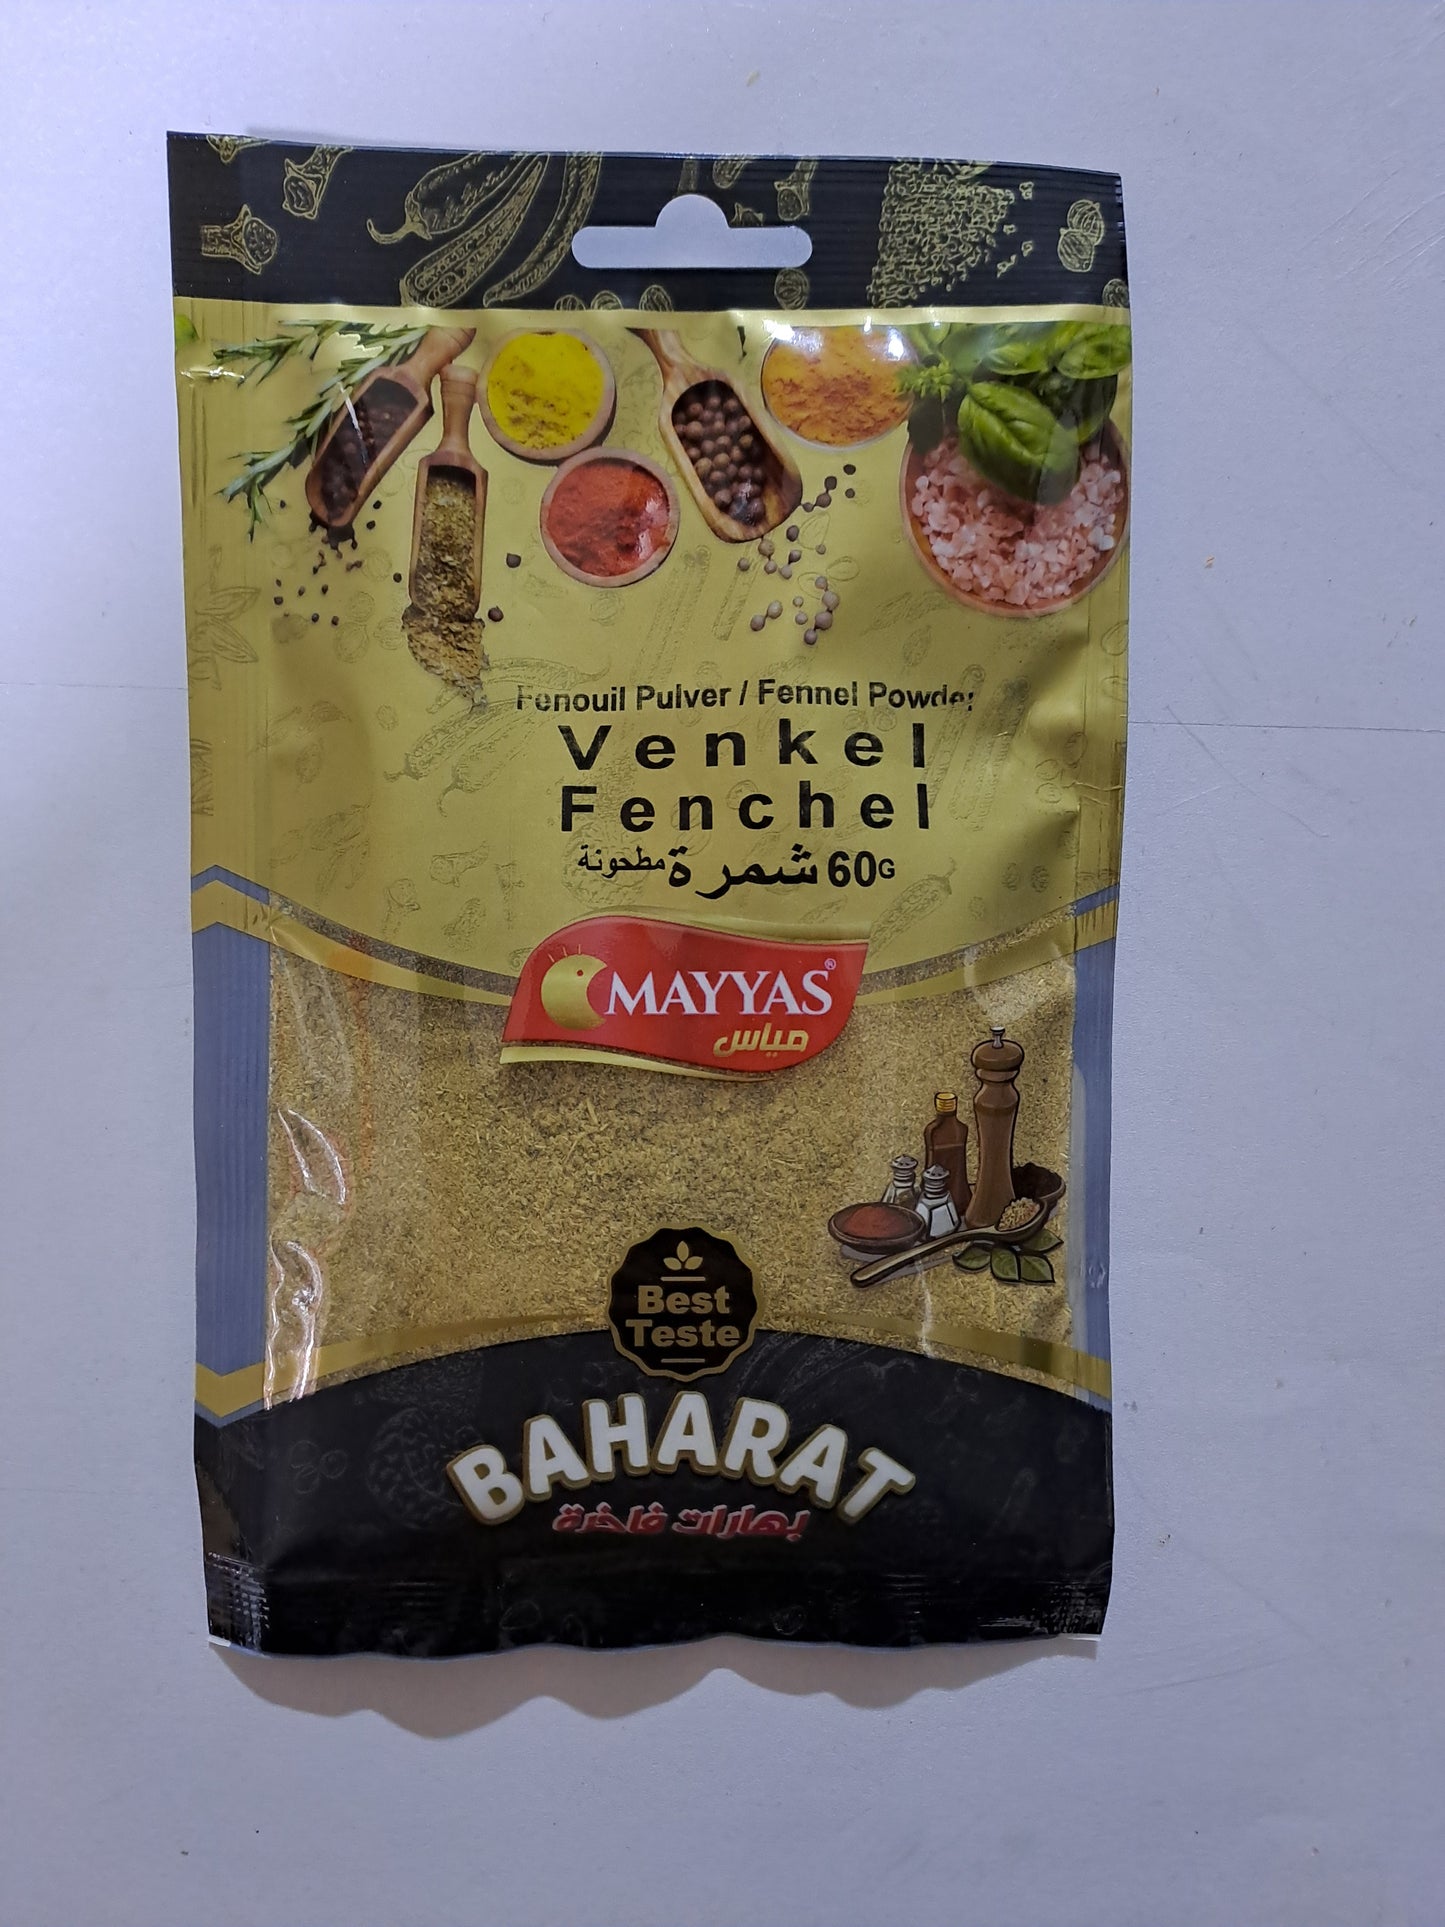 Fenouil Pulver / Fennel Powder
Venkel
Fenchel
شمرة مطحونة 60G
MAYYAS®
مياس
Best
Teste
BAHARAT
بهارات فاخرة